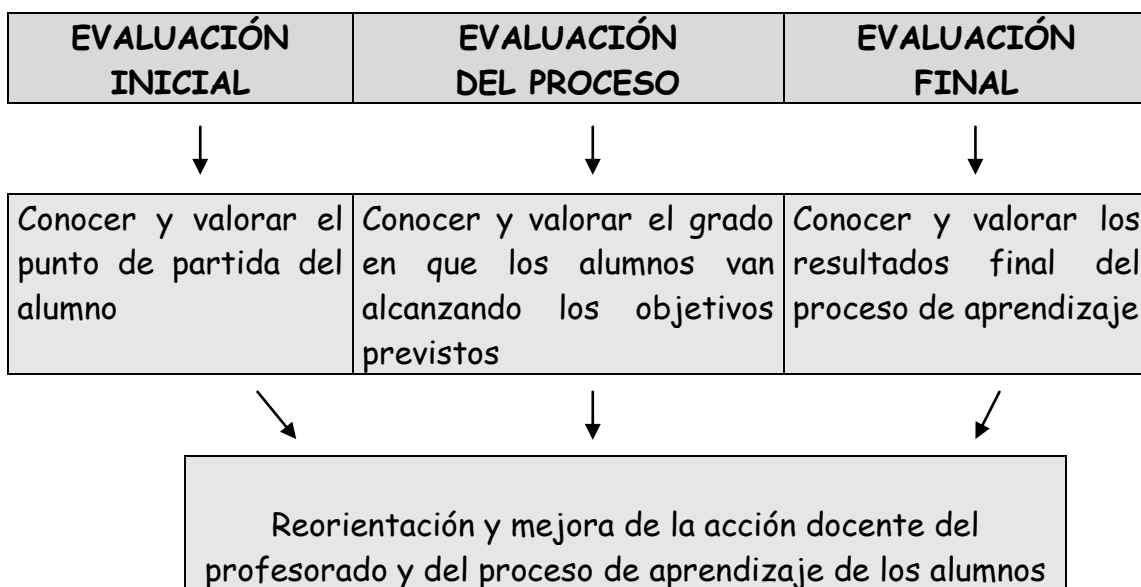 EVALUACIÓN
INICIAL
EVALUACIÓN
DEL PROCESO
EVALUACIÓN
FINAL
Conocer y valorar el
punto de partida del
alumno
Conocer y valorar el grado
en que los alumnos van
alcanzando los objetivos
previstos
Conocer y valorar los
resultados final del
proceso de aprendizaje
Reorientación y mejora de la acción docente del
profesorado y del proceso de aprendizaje de los alumnos